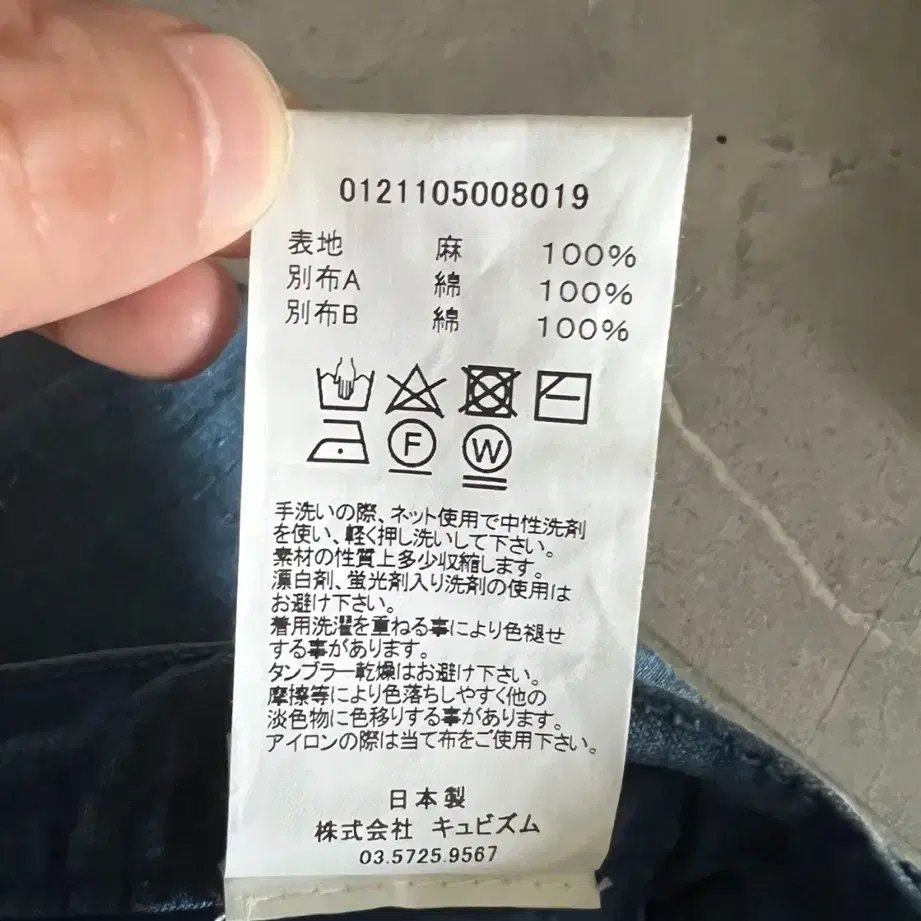 0121105008019
表地 麻 100%
別布A 綿 100%
別布B 綿 100%
F W
手洗いの際、ネット使用で中性洗剤
を使い、軽く押し洗いして下さい。
素材の性質上多少収縮します。
漂白剤、蛍光剤入り洗剤の使用は
お避け下さい。
着用洗濯を重ねる事により色褪せ
する事があります。
タンブラー乾燥はお避け下さい。
摩擦等により色落ちしやすく他の
淡色物に色移りする事があります。
アイロンの際は当て布をご使用下さい。
日本製
株式会社 キュビズム
03.5725.9567